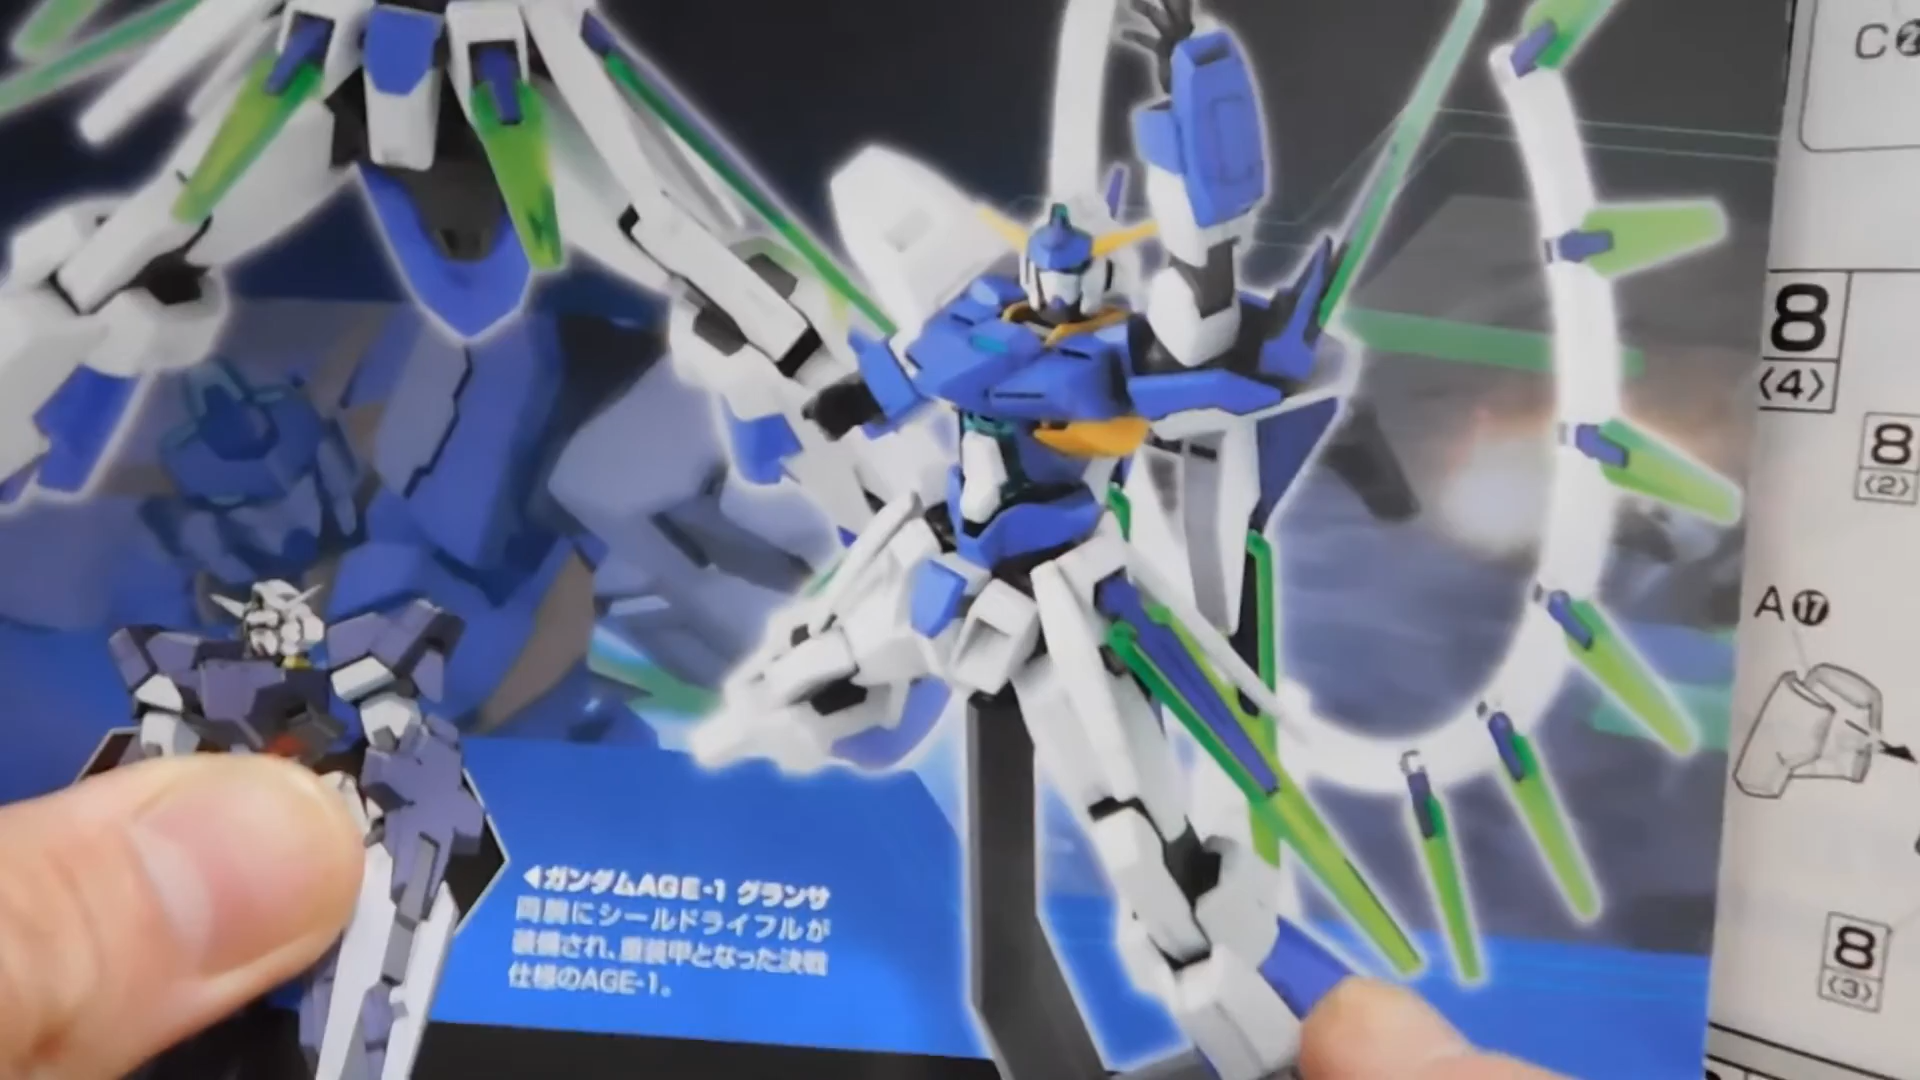 ◀ガンダムAGE-1 グランサ
両腕にシールドライフルが
装備され、重装甲となった決戦
仕様のAGE-1。
C
8
〈4〉
8
〈2〉
A⓱
8
〈3〉